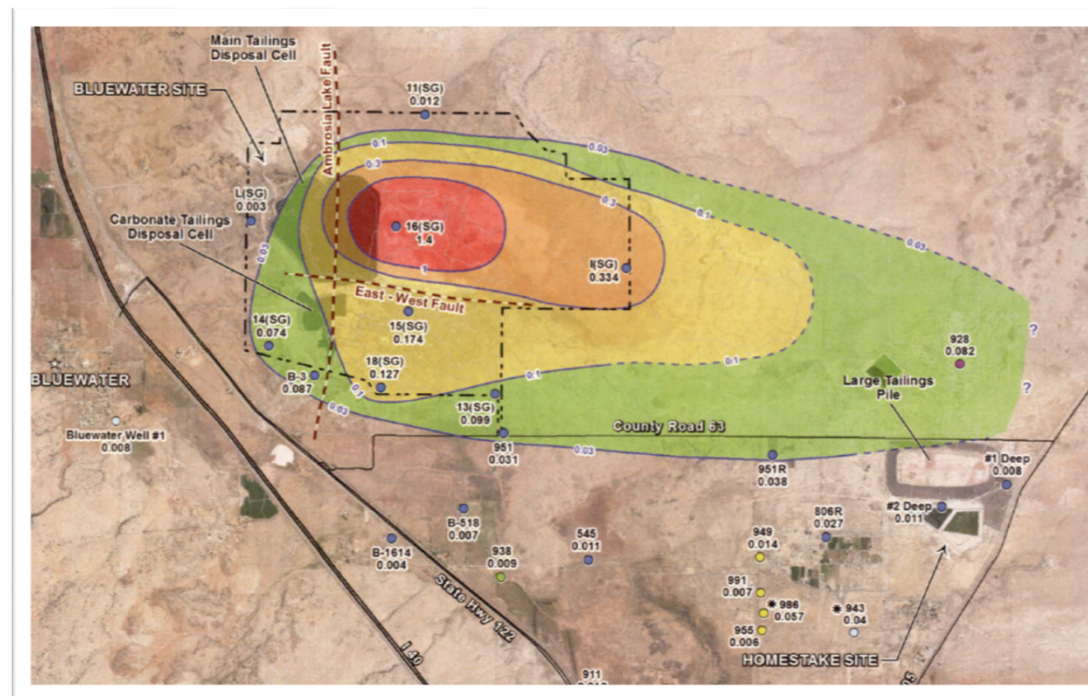 Main Tailings
Disposal Cell
BLUEWATER SITE
Ambrosia Lake Fault
11(SG)
0.012
0.03
0.1
0.3
L(SG)
0.003
Carbonate Tailings
Disposal Cell
16(SG)
1.4
0.3
0.1
0.03
0.03
1
I(SG)
0.334
East - West Fault
15(SG)
0.174
14(SG)
0.074
18(SG)
0.127
B-3
0.087
0.1
0.03
0.1
0.1
13(SG)
0.099
928
0.082
?
?
Large Tailings
Pile
BLUEWATER
Bluewater Well #1
0.008
County Road 63
951
0.031
0.03
951R
0.038
#1 Deep
0.008
#2 Deep
0.011
B-518
0.007
806R
0.027
B-1614
0.004
938
0.009
545
0.011
949
0.014
991
0.007
986
0.057
943
0.04
955
0.006
State Hwy 122
I 40
HOMESTAKE SITE
911